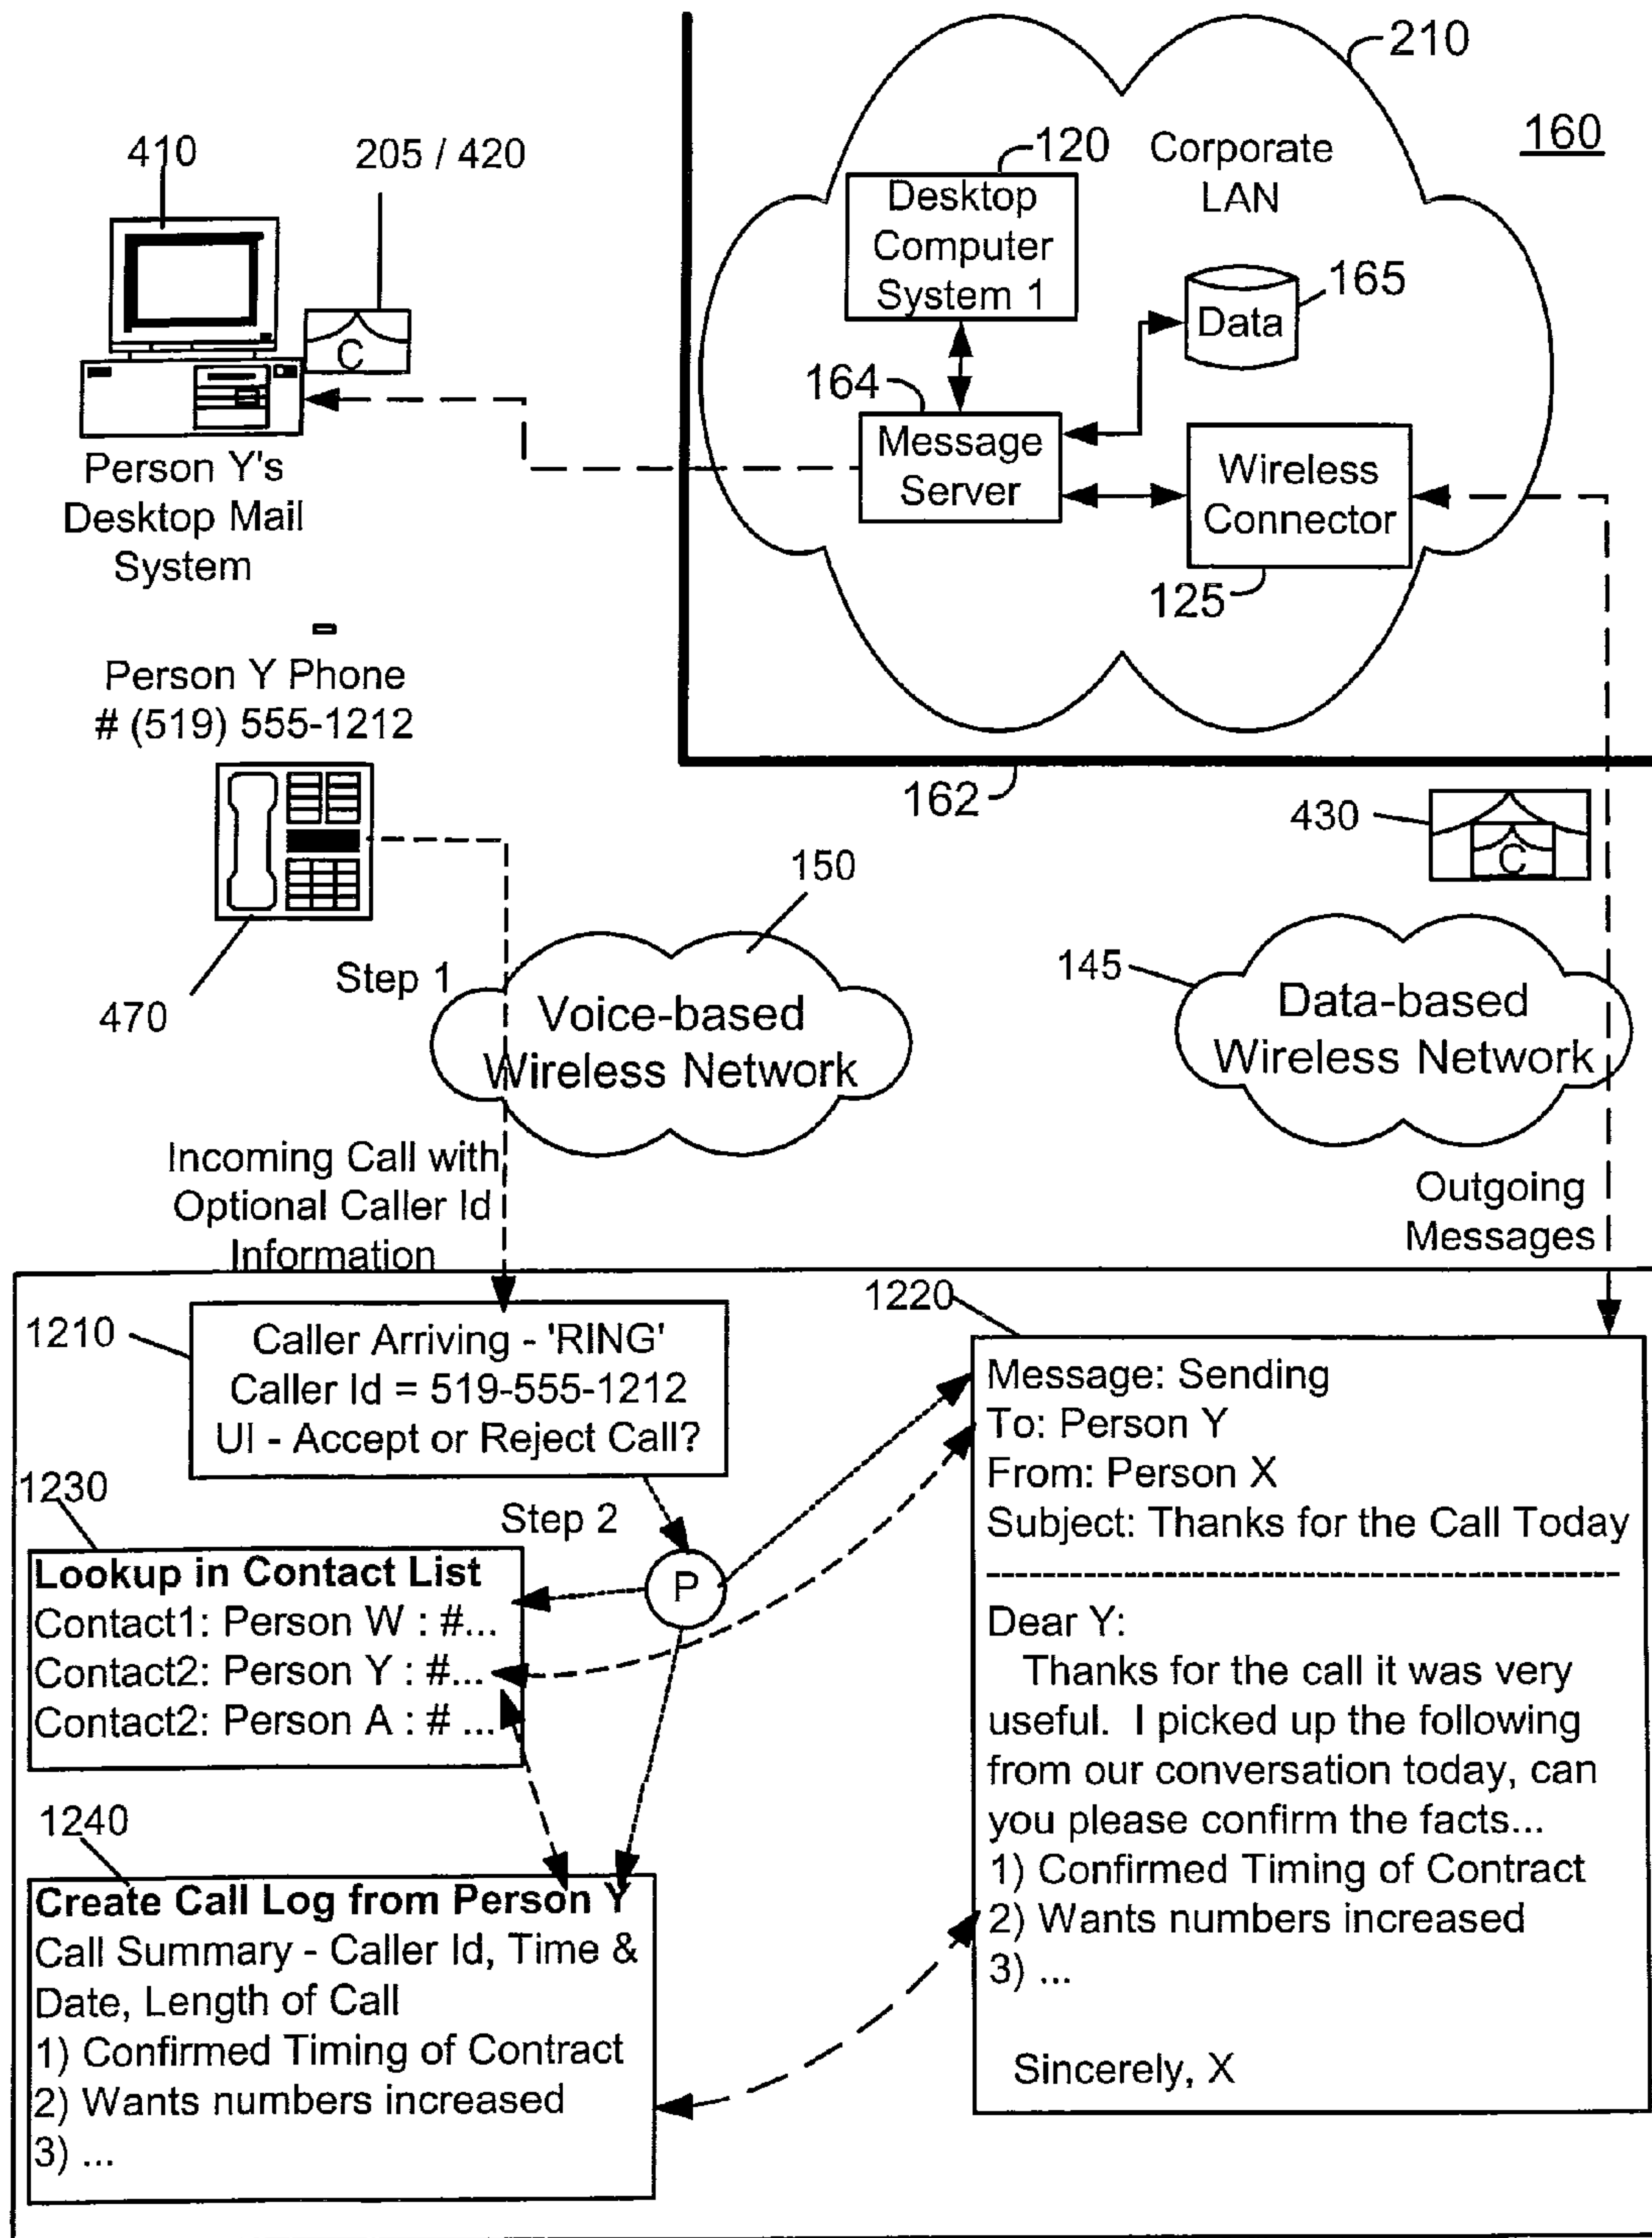 210
160
410
205 / 420
120
Corporate
LAN
Desktop
Computer
System 1
165
Data
C
164
Message
Server
Wireless
Connector
125
Person Y's
Desktop Mail
System
Person Y Phone
# (519) 555-1212
162
430
C
150
145
Step 1
470
Voice-based
Wireless Network
Data-based
Wireless Network
Incoming Call with
Optional Caller Id
Information
Outgoing
Messages
1210
Caller Arriving - 'RING'
Caller Id = 519-555-1212
UI - Accept or Reject Call?
1220
Message: Sending
To: Person Y
From: Person X
Subject: Thanks for the Call Today
Dear Y:
Thanks for the call it was very
useful. I picked up the following
from our conversation today, can
you please confirm the facts...
1) Confirmed Timing of Contract
2) Wants numbers increased
3) ...
Sincerely, X
Step 2
P
1230
Lookup in Contact List
Contact1: Person W : #...
Contact2: Person Y : #...
Contact2: Person A : # ...
1240
Create Call Log from Person Y
Call Summary - Caller Id, Time &
Date, Length of Call
1) Confirmed Timing of Contract
2) Wants numbers increased
3) ...